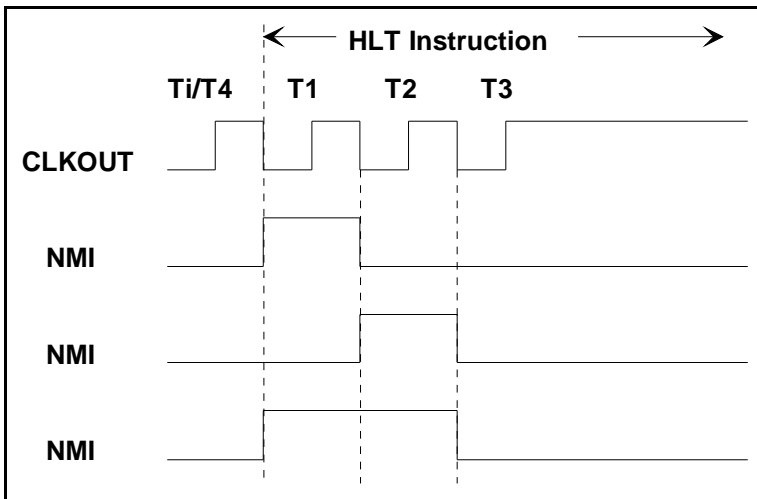 HLT Instruction
Ti/T4 T1 T2 T3
CLKOUT
NMI
NMI
NMI